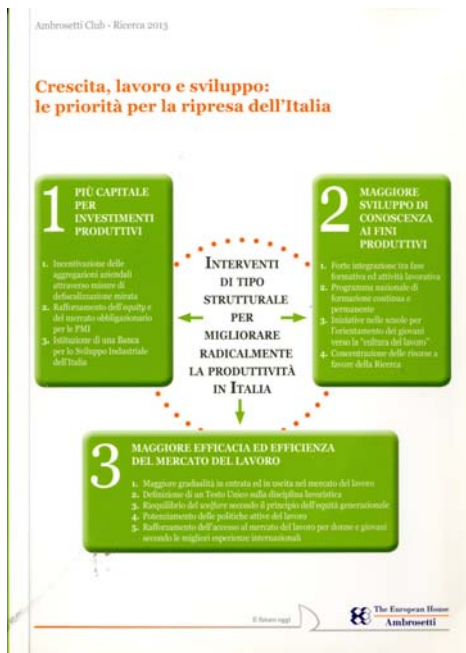 Ambrosetti Club - Ricerca 2013
Crescita, lavoro e sviluppo:
le priorità per la ripresa dell'Italia
1
PIÙ CAPITALE
PER
INVESTIMENTI
PRODUTTIVI
1. Incentivazione delle
aggregazioni aziendali
attraverso misure di
defiscalizzazione mirata
2. Rafforzamento dell'equity e
del mercato obbligazionario
per le PMI
3. Istituzione di una Banca
per lo Sviluppo Industriale
dell'Italia
2
MAGGIORE
SVILUPPO DI
CONOSCENZA
AI FINI
PRODUTTIVI
1. Forte integrazione tra fase
formativa ed attività lavorativa
2. Programma nazionale di
formazione continua e
permanente
3. Iniziative nelle scuole per
l'orientamento dei giovani
verso la "cultura del lavoro"
4. Concentrazione delle risorse a
favore della Ricerca
INTERVENTI
DI TIPO
STRUTTURALE
PER
MIGLIORARE
RADICALMENTE
LA PRODUTTIVITÀ
IN ITALIA
3
MAGGIORE EFFICACIA ED EFFICIENZA
DEL MERCATO DEL LAVORO
1. Maggiore gradualità in entrata ed in uscita nel mercato del lavoro
2. Definizione di un Testo Unico sulla disciplina lavoristica
3. Riequilibrio del welfare secondo il principio dell'equità generazionale
4. Potenziamento delle politiche attive del lavoro
5. Rafforzamento dell'accesso al mercato del lavoro per donne e giovani
secondo le migliori esperienze internazionali
Il futuro oggi
The European House
Ambrosetti